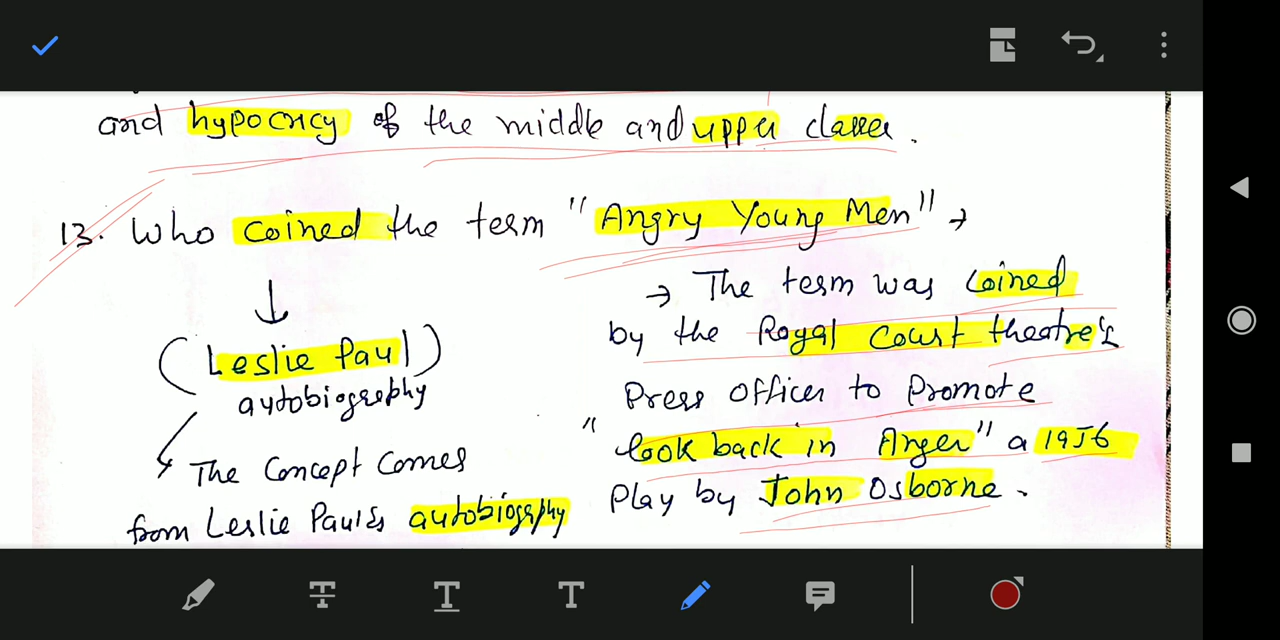 and hypocricy of the middle and upper classes.
13. Who coined the term "Angry Young Men" →
→ The term was coined
by the Royal Court theatre's
Press Officer to promote
"look back in Anger" a 1956
Play by John Osborne.
↓
(Leslie Paul)
autobiography
↳ The Concept Comes
from Leslie Paul's autobiography